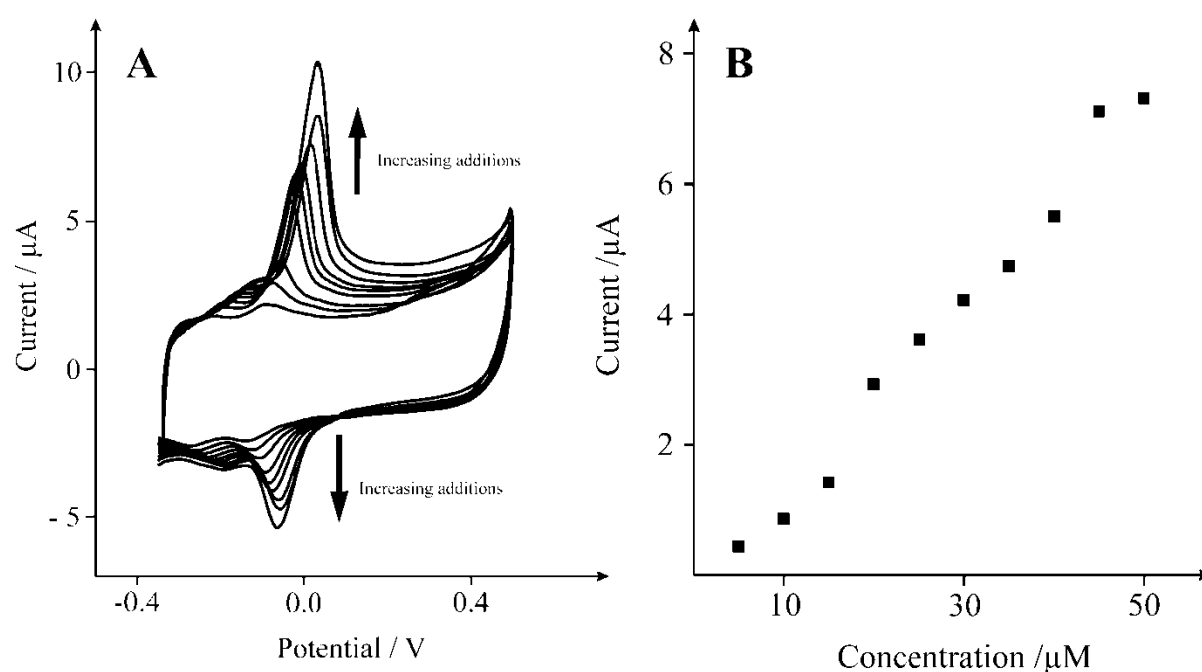 A
10
5
0
- 5
Current / μA
Increasing additions
Increasing additions
-0.4
0.0
0.4
Potential / V
B
8
6
4
2
Current /μA
10
30
50
Concentration /μM